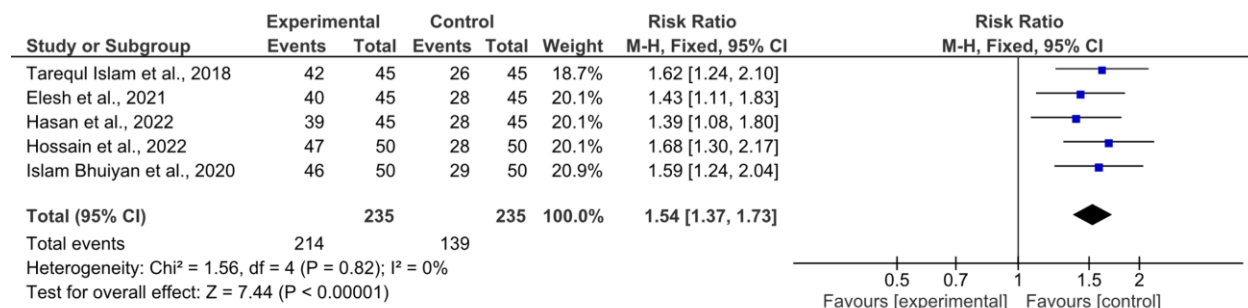 Experimental Control Risk Ratio Risk Ratio
Study or Subgroup Events Total Events Total Weight M-H, Fixed, 95% CI M-H, Fixed, 95% CI
Tarequl Islam et al., 2018 42 45 26 45 18.7% 1.62 [1.24, 2.10]
Elesh et al., 2021 40 45 28 45 20.1% 1.43 [1.11, 1.83]
Hasan et al., 2022 39 45 28 45 20.1% 1.39 [1.08, 1.80]
Hossain et al., 2022 47 50 28 50 20.1% 1.68 [1.30, 2.17]
Islam Bhuiyan et al., 2020 46 50 29 50 20.9% 1.59 [1.24, 2.04]
Total (95% CI) 235 235 100.0% 1.54 [1.37, 1.73]
Total events 214 139
Heterogeneity: Chi² = 1.56, df = 4 (P = 0.82); I² = 0%
Test for overall effect: Z = 7.44 (P < 0.00001)
0.5 0.7 1 1.5 2
Favours [experimental] Favours [control]